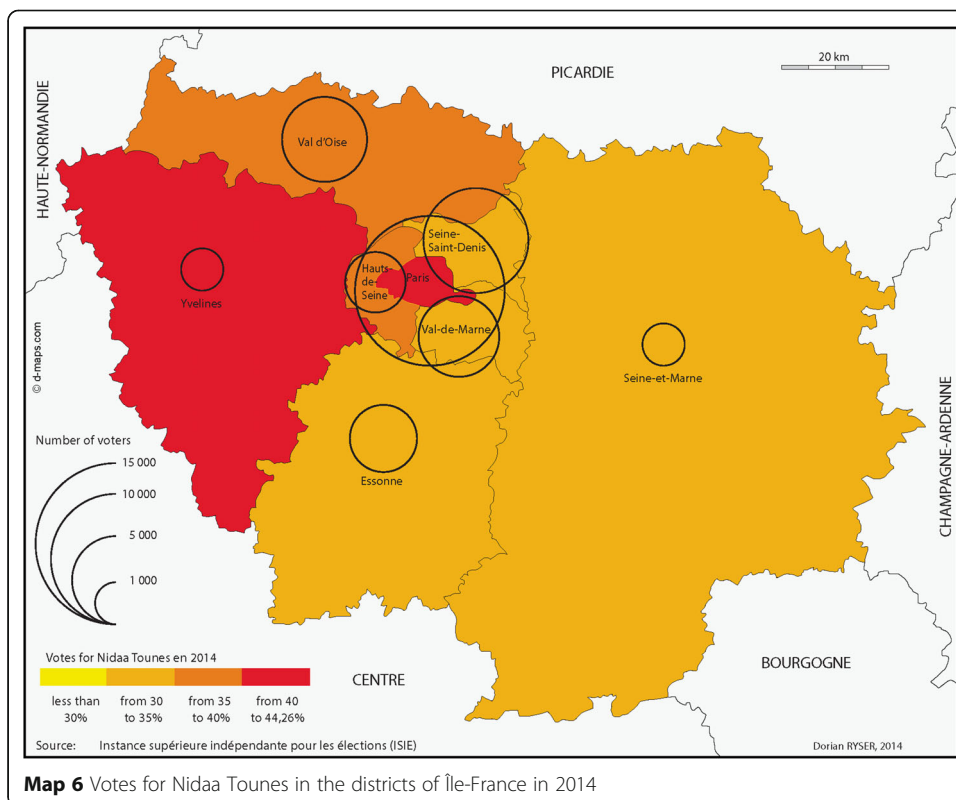 20 km
PICARDIE
HAUTE-NORMANDIE
Val d'Oise
Seine-
Saint-Denis
Hauts-
de-
Seine
Paris
Yvelines
Val-de-Marne
Seine-et-Marne
Essonne
CHAMPAGNE-ARDENNE
© d-maps.com
Number of voters
15 000
10 000
5 000
1 000
BOURGOGNE
CENTRE
Votes for Nidaa Tounes en 2014
less than
30%
from 30
to 35%
from 35
to 40%
from 40
to 44,26%
Source: Instance supérieure indépendante pour les élections (ISIE)
Dorian RYSER, 2014
Map 6 Votes for Nidaa Tounes in the districts of Île-France in 2014